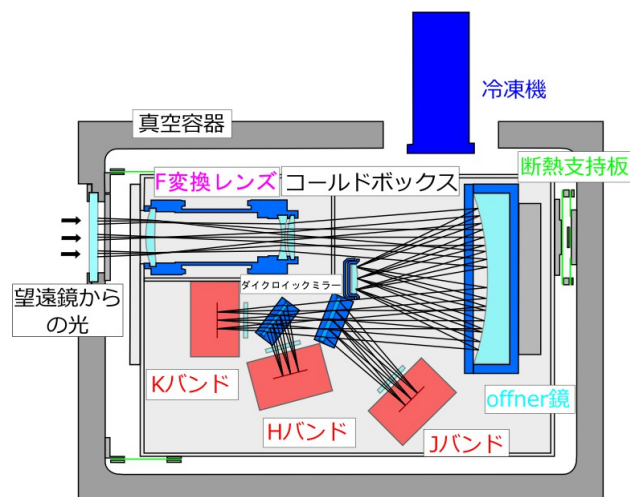 冷凍機
真空容器
断熱支持板
F変換レンズ
コールドボックス
ダイクロイックミラー
望遠鏡から
の光
Kバンド
Hバンド
Jバンド
offner鏡